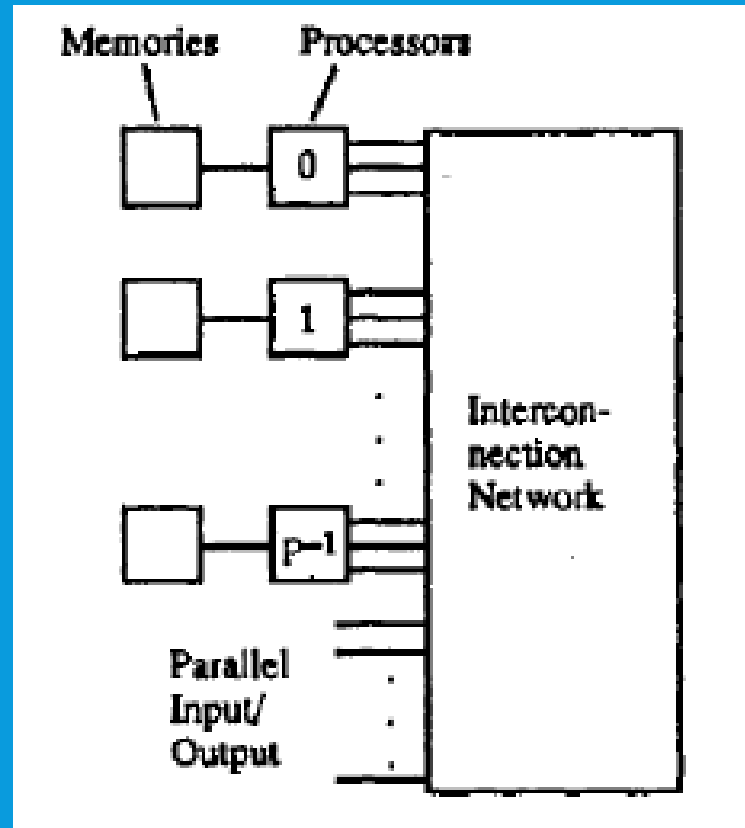 Memories
Processors
0
1
Intercon-
nection
Network
p-1
Parallel
Input/
Output